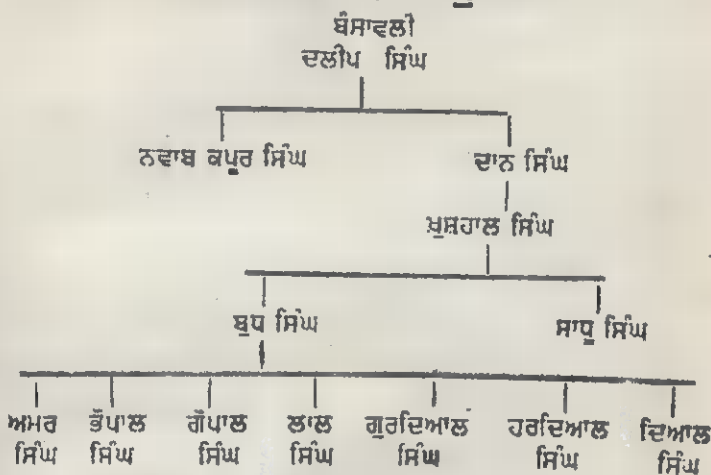 ਬੰਸਾਵਲੀ
ਦਲੀਪ ਸਿੰਘ
ਨਵਾਬ ਕਪੂਰ ਸਿੰਘ
ਦਾਨ ਸਿੰਘ
ਖ਼ੁਸ਼ਹਾਲ ਸਿੰਘ
ਬੁਧ ਸਿੰਘ
ਸਾਧੂ ਸਿੰਘ
ਅਮਰ ਭੋਪਾਲ ਗੋਪਾਲ ਲਾਲ ਗੁਰਦਿਆਲ ਹਰਦਿਆਲ ਦਿਆਲ
ਸਿੰਘ ਸਿੰਘ ਸਿੰਘ ਸਿੰਘ ਸਿੰਘ ਸਿੰਘ ਸਿੰਘ